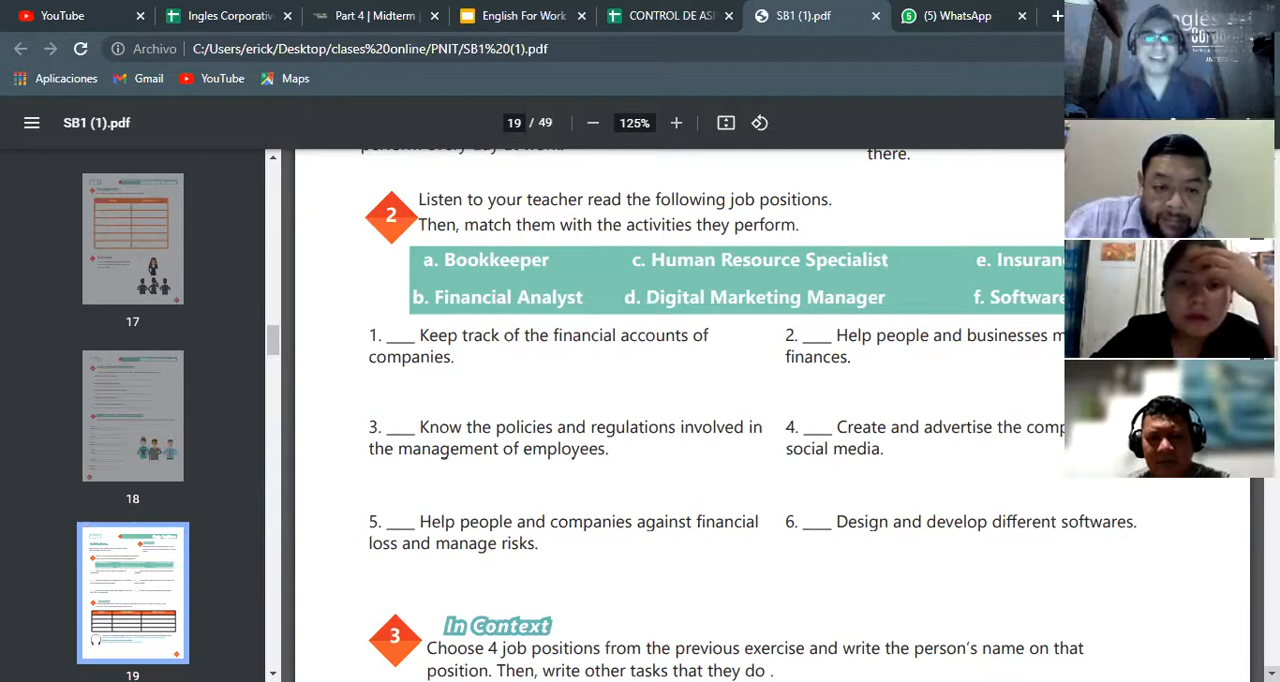 YouTube
Ingles Corporativ
Part 4 | Midterm
English For Work
CONTROL DE ASI
SB1 (1).pdf
(5) WhatsApp
Archivo
C:/Users/erick/Desktop/clases%20online/PNIT/SB1%20(1).pdf
Aplicaciones
Gmail
YouTube
Maps
SB1 (1).pdf
19 / 49
125%
17
18
19
there.
2
Listen to your teacher read the following job positions.
Then, match them with the activities they perform.
a. Bookkeeper c. Human Resource Specialist e. Insuran
b. Financial Analyst d. Digital Marketing Manager f. Software
1. ___ Keep track of the financial accounts of
companies.
2. ___ Help people and businesses m
finances.
3. ___ Know the policies and regulations involved in
the management of employees.
4. ___ Create and advertise the comp
social media.
5. ___ Help people and companies against financial
loss and manage risks.
6. ___ Design and develop different softwares.
3
In Context
Choose 4 job positions from the previous exercise and write the person's name on that
position. Then, write other tasks that they do .